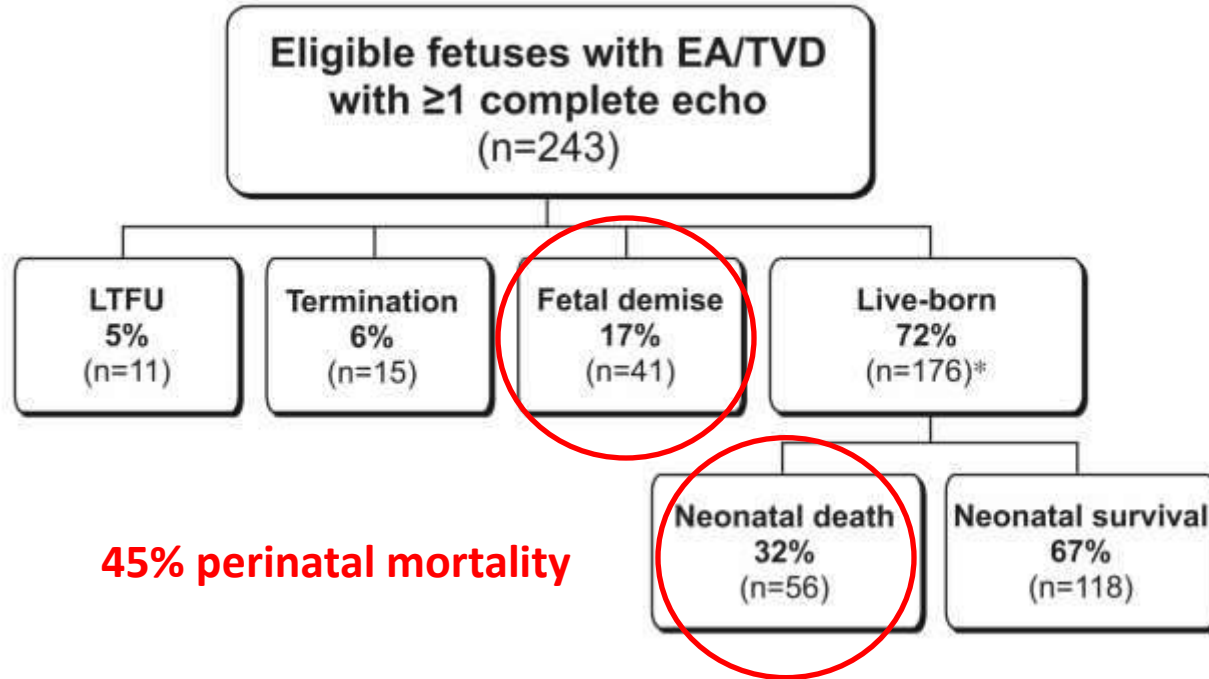 Eligible fetuses with EA/TVD
with ≥1 complete echo
(n=243)
LTFU
5%
(n=11)
Termination
6%
(n=15)
Fetal demise
17%
(n=41)
Live-born
72%
(n=176)*
Neonatal death
32%
(n=56)
Neonatal survival
67%
(n=118)
45% perinatal mortality